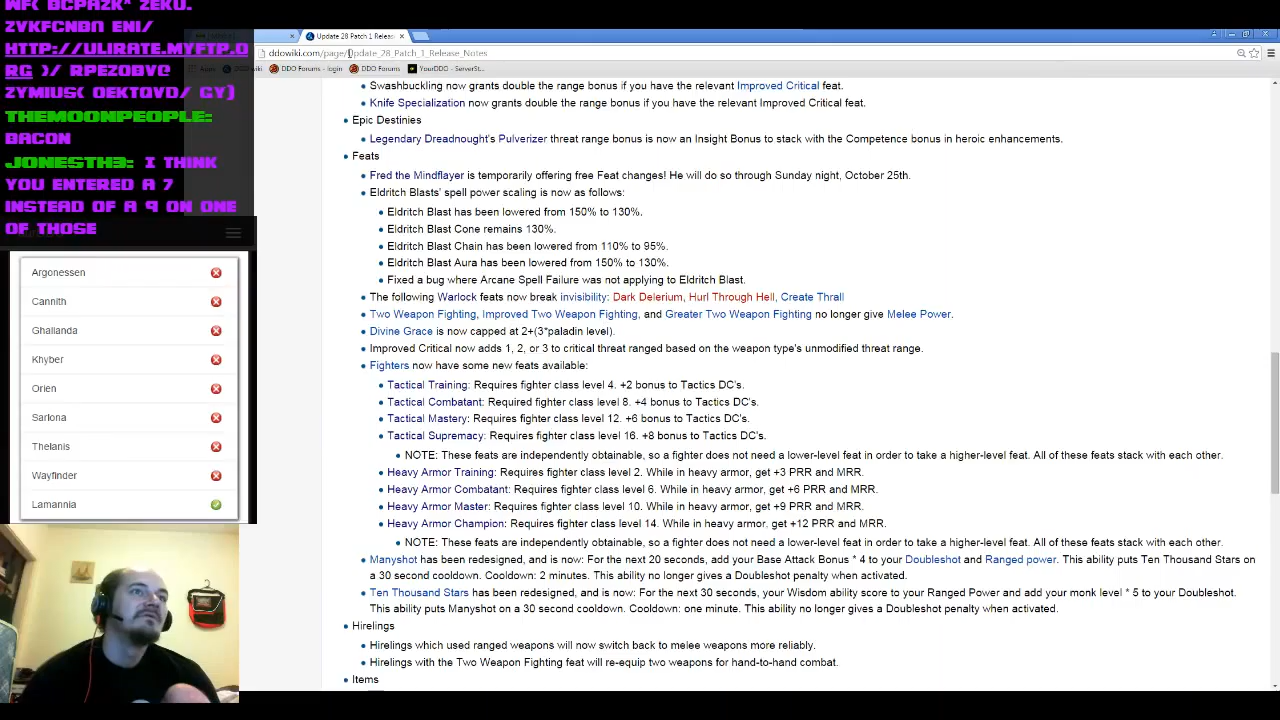 WF( BCPAZK* ZEKU.
ZYKFCNBN ENI/
HTTP://ULIRATE.MYFTP.O
RG )/ RPEZOBV@
ZYMIUS( OEKTQVD/ GY)
THEMOONPEOPLE:
BACON
JONESTH3: I THINK
YOU ENTERED A 7
INSTEAD OF A 9 ON ONE
OF THOSE
Argonessen
Cannith
Ghallanda
Khyber
Orien
Sarlona
Thelanis
Wayfinder
Lamannia
Update 28 Patch 1 Release
ddowiki.com/page/Update_28_Patch_1_Release_Notes
DDO Forums - login
DDO Forums
YourDDO - ServerSt...
Swashbuckling now grants double the range bonus if you have the relevant Improved Critical feat.
Knife Specialization now grants double the range bonus if you have the relevant Improved Critical feat.
Epic Destinies
Legendary Dreadnought's Pulverizer threat range bonus is now an Insight Bonus to stack with the Competence bonus in heroic enhancements.
Feats
Fred the Mindflayer is temporarily offering free Feat changes! He will do so through Sunday night, October 25th.
Eldritch Blasts' spell power scaling is now as follows:
Eldritch Blast has been lowered from 150% to 130%.
Eldritch Blast Cone remains 130%.
Eldritch Blast Chain has been lowered from 110% to 95%.
Eldritch Blast Aura has been lowered from 150% to 130%.
Fixed a bug where Arcane Spell Failure was not applying to Eldritch Blast.
The following Warlock feats now break invisibility: Dark Delerium, Hurl Through Hell, Create Thrall
Two Weapon Fighting, Improved Two Weapon Fighting, and Greater Two Weapon Fighting no longer give Melee Power.
Divine Grace is now capped at 2+(3*paladin level).
Improved Critical now adds 1, 2, or 3 to critical threat ranged based on the weapon type's unmodified threat range.
Fighters now have some new feats available:
Tactical Training: Requires fighter class level 4. +2 bonus to Tactics DC's.
Tactical Combatant: Required fighter class level 8. +4 bonus to Tactics DC's.
Tactical Mastery: Requires fighter class level 12. +6 bonus to Tactics DC's.
Tactical Supremacy: Requires fighter class level 16. +8 bonus to Tactics DC's.
NOTE: These feats are independently obtainable, so a fighter does not need a lower-level feat in order to take a higher-level feat. All of these feats stack with each other.
Heavy Armor Training: Requires fighter class level 2. While in heavy armor, get +3 PRR and MRR.
Heavy Armor Combatant: Requires fighter class level 6. While in heavy armor, get +6 PRR and MRR.
Heavy Armor Master: Requires fighter class level 10. While in heavy armor, get +9 PRR and MRR.
Heavy Armor Champion: Requires fighter class level 14. While in heavy armor, get +12 PRR and MRR.
NOTE: These feats are independently obtainable, so a fighter does not need a lower-level feat in order to take a higher-level feat. All of these feats stack with each other.
Manyshot has been redesigned, and is now: For the next 20 seconds, add your Base Attack Bonus * 4 to your Doubleshot and Ranged power. This ability puts Ten Thousand Stars on
a 30 second cooldown. Cooldown: 2 minutes. This ability no longer gives a Doubleshot penalty when activated.
Ten Thousand Stars has been redesigned, and is now: For the next 30 seconds, your Wisdom ability score to your Ranged Power and add your monk level * 5 to your Doubleshot.
This ability puts Manyshot on a 30 second cooldown. Cooldown: one minute. This ability no longer gives a Doubleshot penalty when activated.
Hirelings
Hirelings which used ranged weapons will now switch back to melee weapons more reliably.
Hirelings with the Two Weapon Fighting feat will re-equip two weapons for hand-to-hand combat.
Items